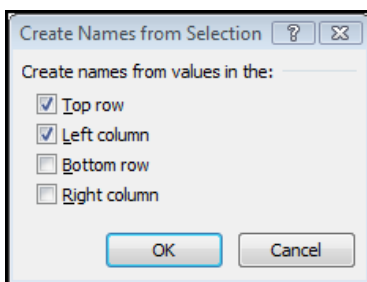 Create Names from Selection
Create names from values in the:
Top row
Left column
Bottom row
Right column
OK
Cancel